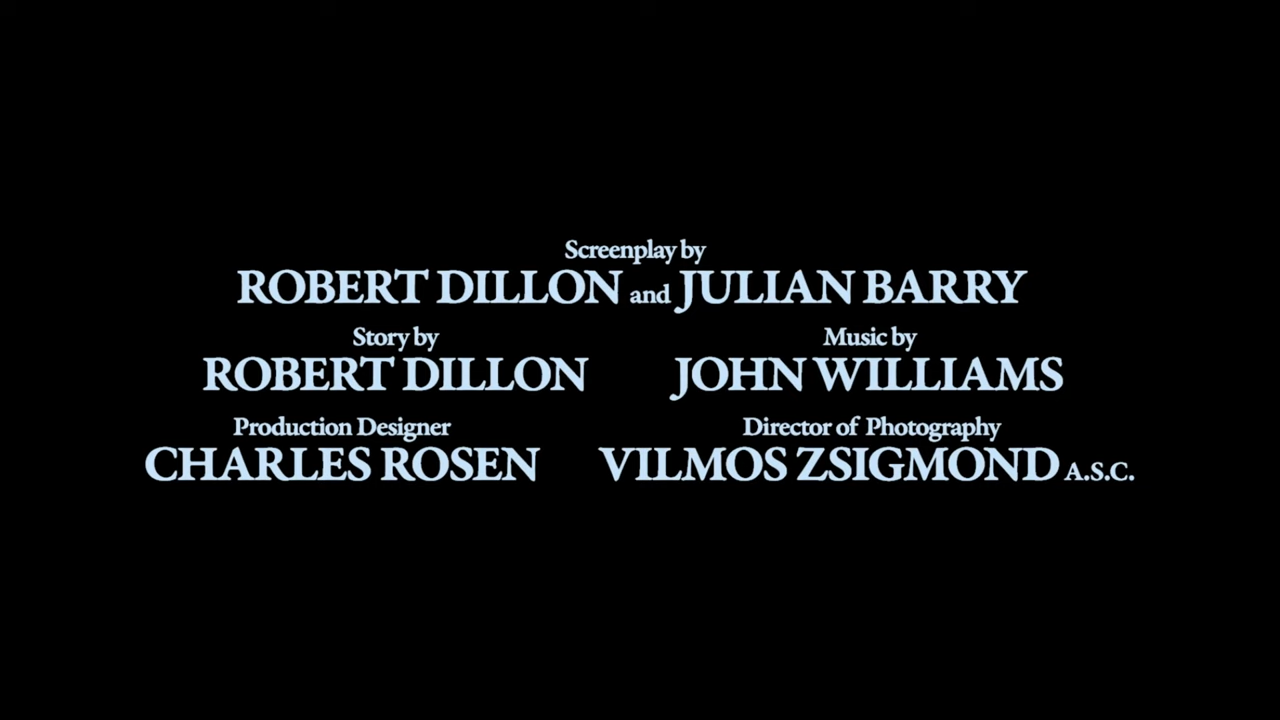 Screenplay by
ROBERT DILLON and JULIAN BARRY
Story by
ROBERT DILLON
Music by
JOHN WILLIAMS
Production Designer
CHARLES ROSEN
Director of Photography
VILMOS ZSIGMOND A.S.C.